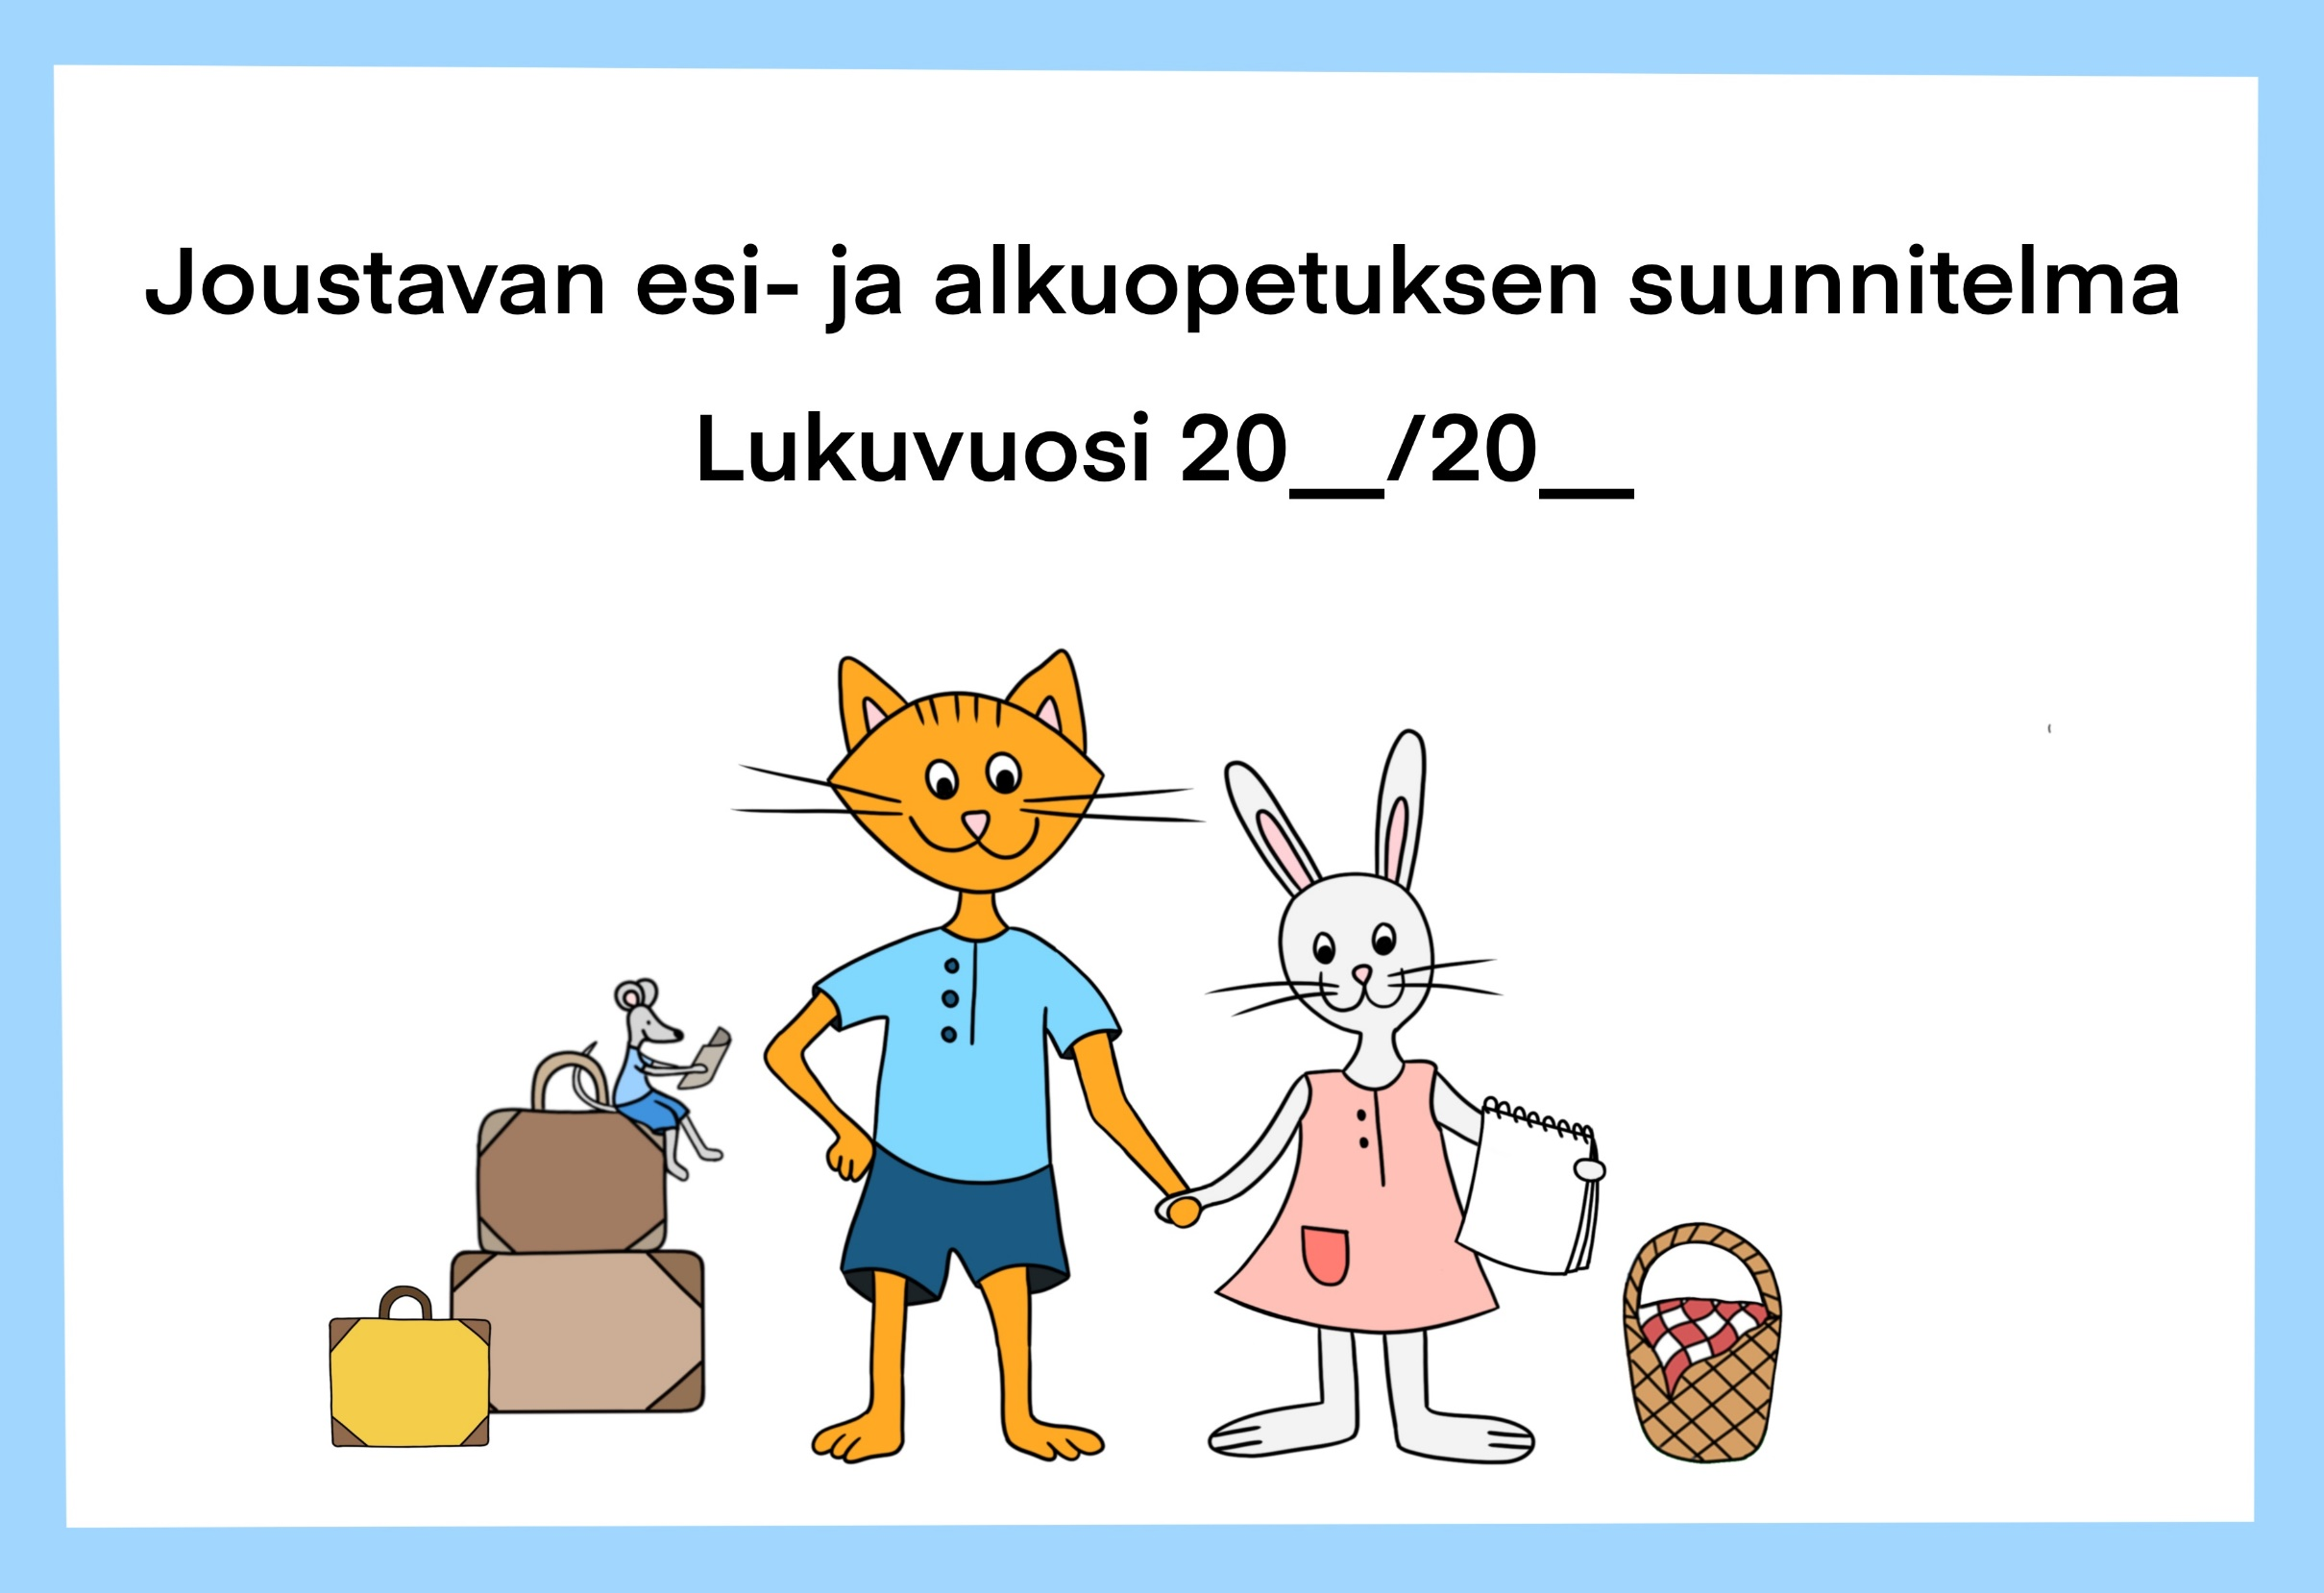 Joustavan esi- ja alkuopetuksen suunnitelma
Lukuvuosi 20__/20__